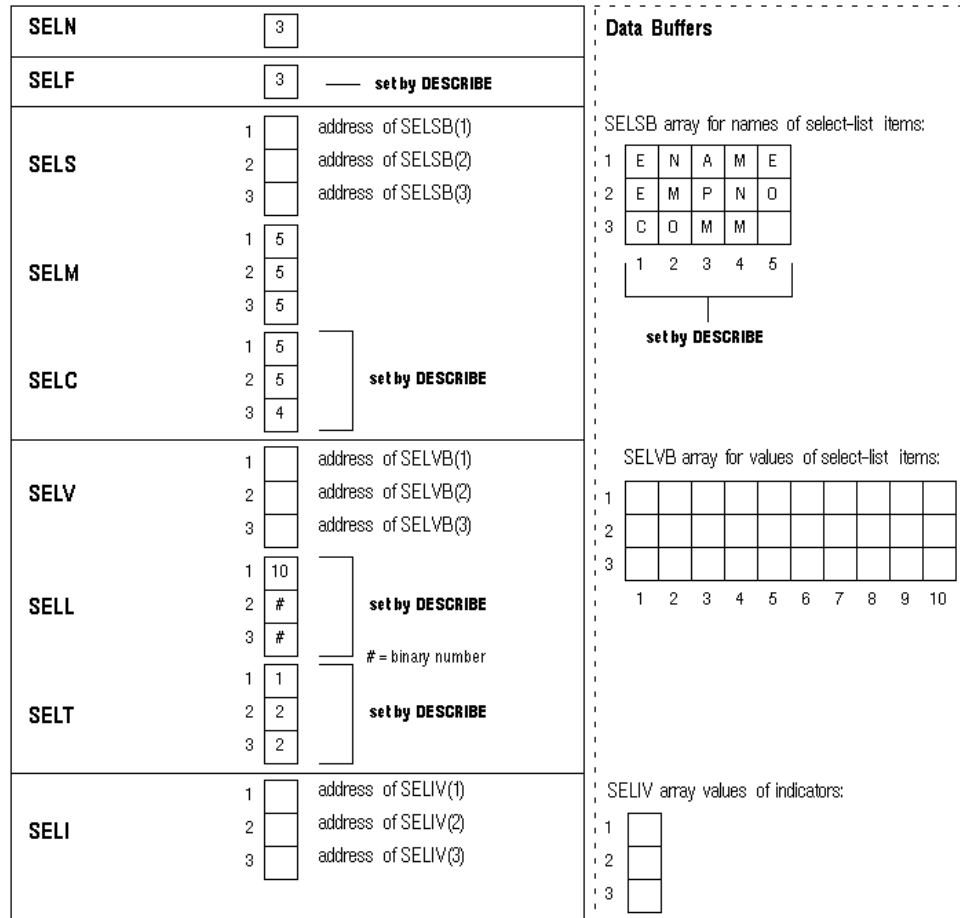 SELN 3
Data Buffers
SELF 3 set by DESCRIBE
SELS
1 address of SELSB(1)
2 address of SELSB(2)
3 address of SELSB(3)
SELSB array for names of select-list items:
1 E N A M E
2 E M P N O
3 C O M M
1 2 3 4 5
set by DESCRIBE
SELM
1 5
2 5
3 5
SELC
1 5
2 5
3 4
set by DESCRIBE
SELV
1 address of SELVB(1)
2 address of SELVB(2)
3 address of SELVB(3)
SELVB array for values of select-list items:
1
2
3
1 2 3 4 5 6 7 8 9 10
SELL
1 10
2 #
3 #
set by DESCRIBE
# = binary number
SELT
1 1
2 2
3 2
set by DESCRIBE
SELI
1 address of SELIV(1)
2 address of SELIV(2)
3 address of SELIV(3)
SELIV array values of indicators:
1
2
3